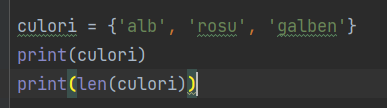 culori = {'alb', 'rosu', 'galben'}
print(culori)
print(len(culori))